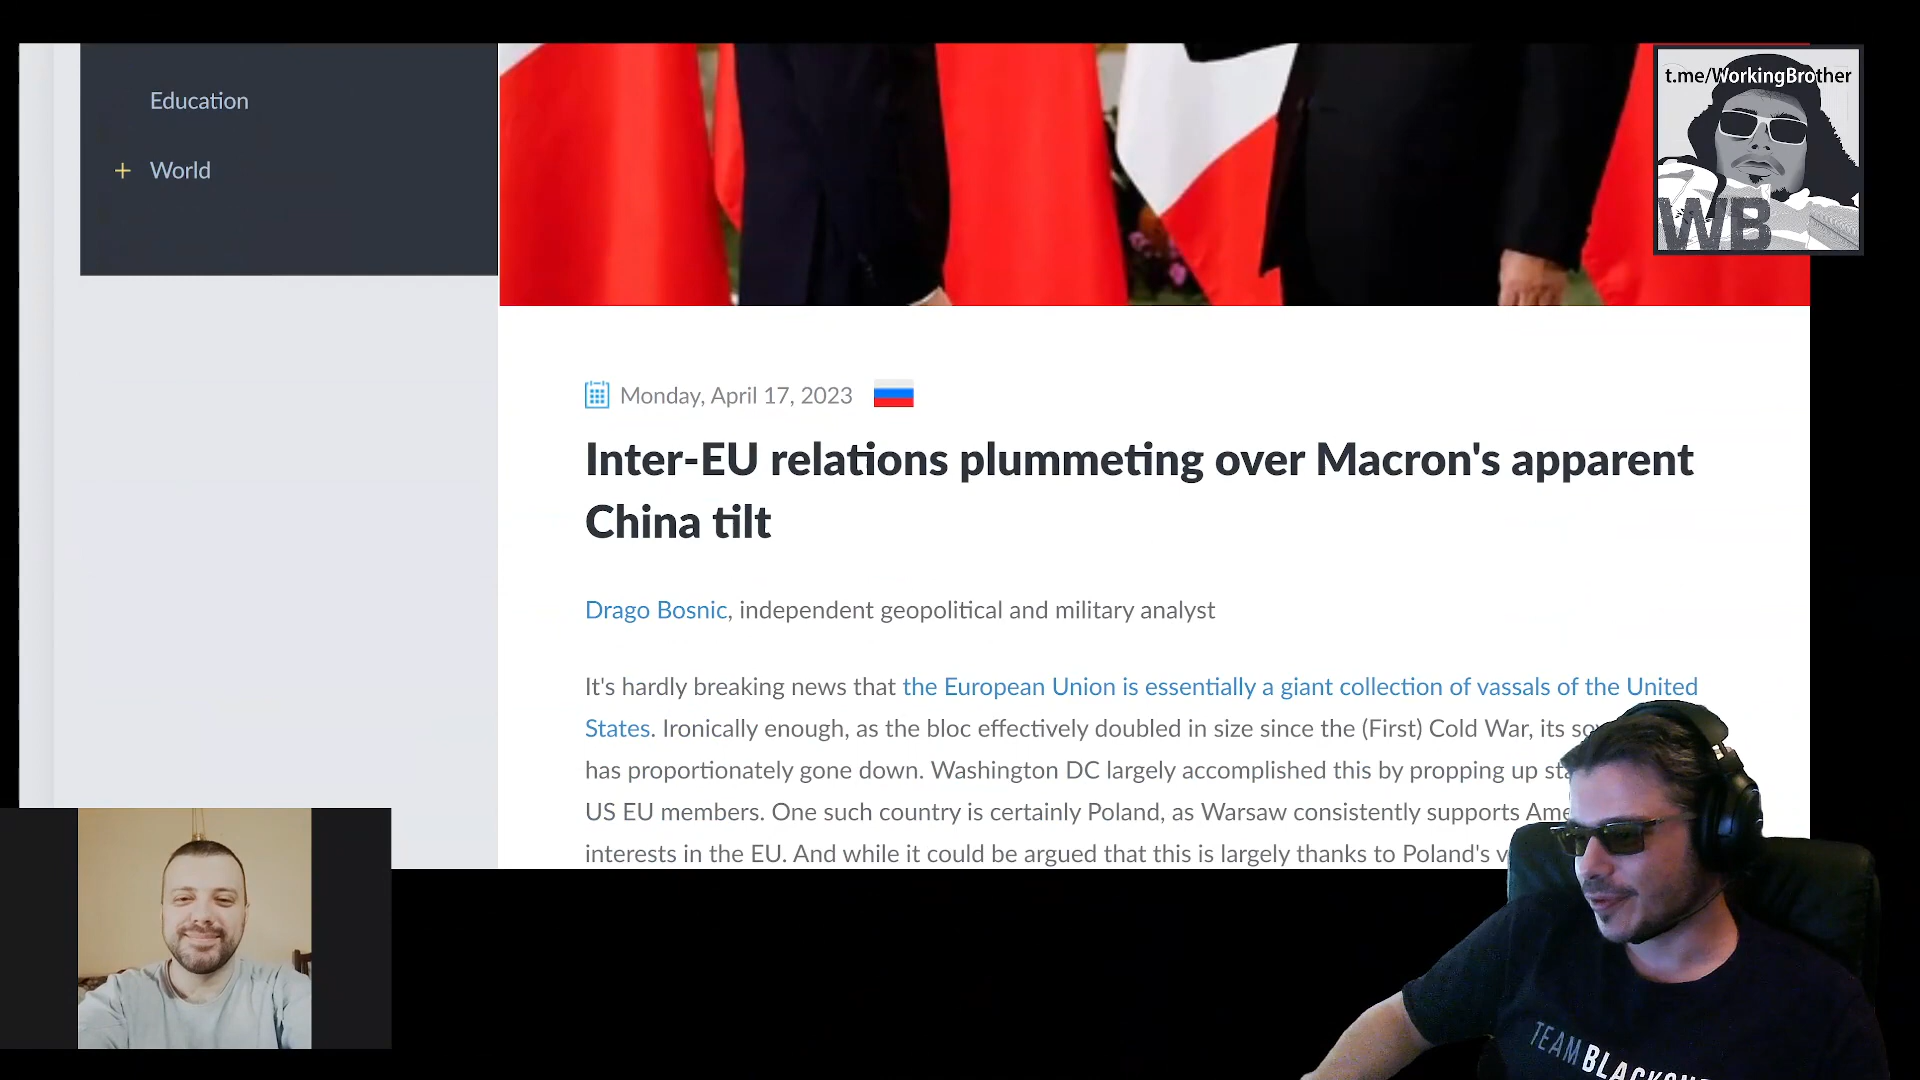 Education
+ World
t.me/WorkingBrother
WB
Monday, April 17, 2023
Inter-EU relations plummeting over Macron's apparent
China tilt
Drago Bosnic, independent geopolitical and military analyst
It's hardly breaking news that the European Union is essentially a giant collection of vassals of the United
States. Ironically enough, as the bloc effectively doubled in size since the (First) Cold War, its
has proportionately gone down. Washington DC largely accomplished this by propping up
US EU members. One such country is certainly Poland, as Warsaw consistently supports
interests in the EU. And while it could be argued that this is largely thanks to Poland's
TEAM